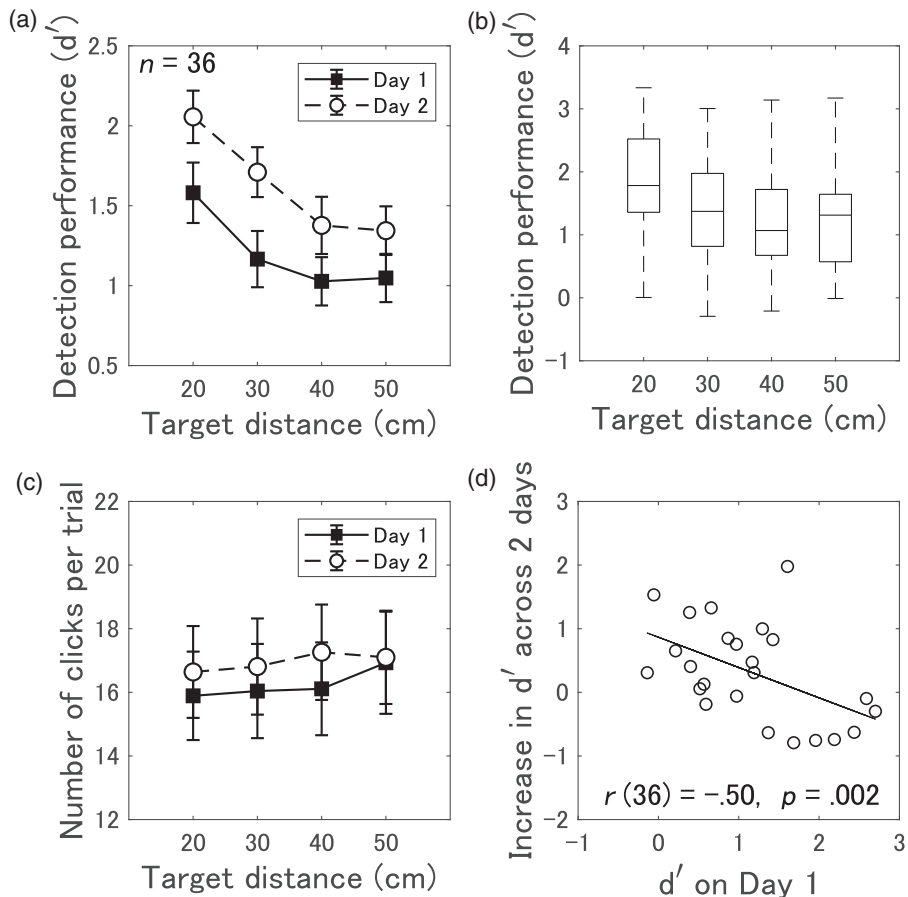 (a)
Detection performance (d′)
2.5
2
1.5
1
0.5
n = 36
Day 1
Day 2
20 30 40 50
Target distance (cm)
(b)
Detection performance (d′)
4
3
2
1
0
−1
20 30 40 50
Target distance (cm)
(c)
Number of clicks per trial
22
20
18
16
14
12
Day 1
Day 2
20 30 40 50
Target distance (cm)
(d)
Increase in d′ across 2 days
3
2
1
0
−1
−2
r (36) = −.50, p = .002
−1 0 1 2 3
d′ on Day 1